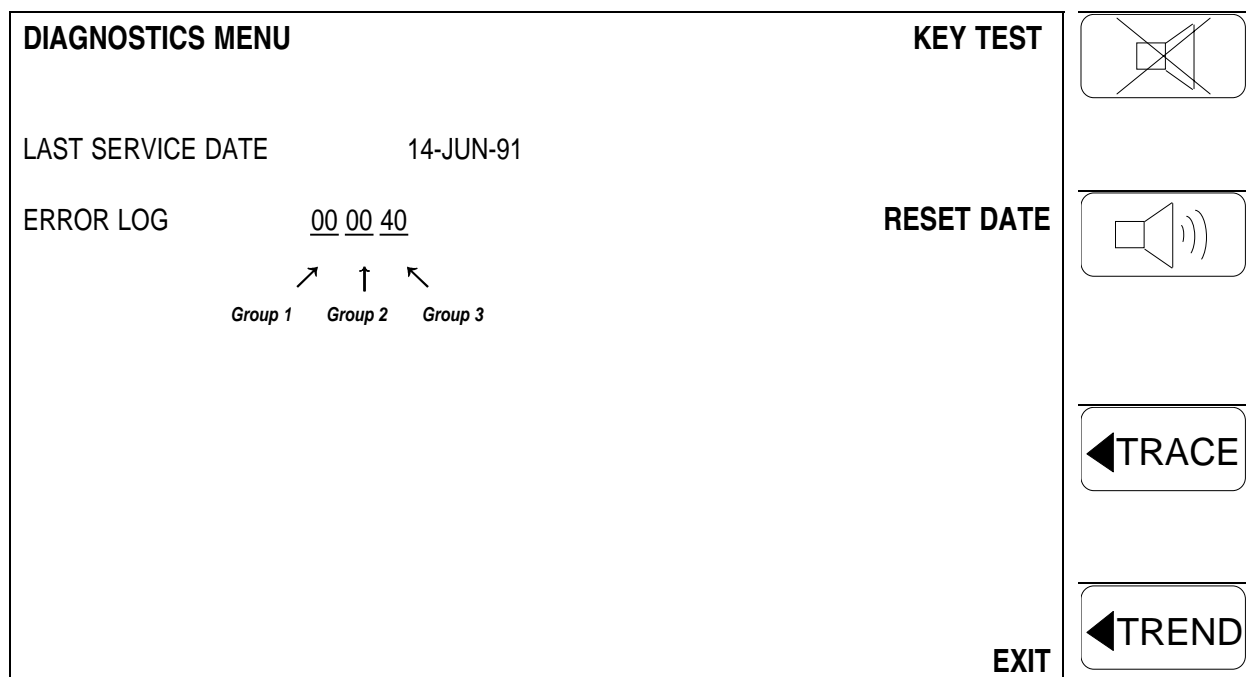 DIAGNOSTICS MENU KEY TEST
LAST SERVICE DATE 14-JUN-91
ERROR LOG 00 00 40 RESET DATE
Group 1 Group 2 Group 3
TRACE
TREND
EXIT